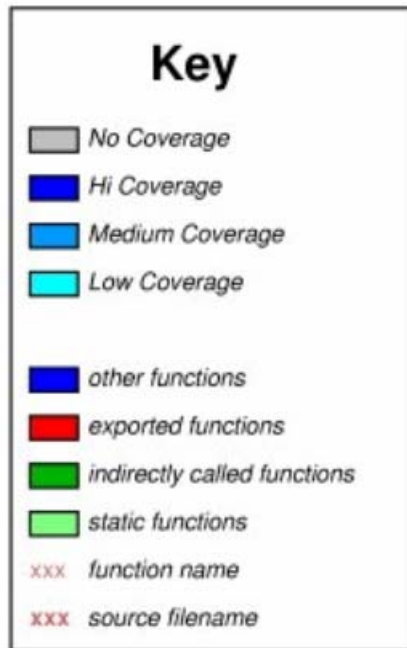 Key
No Coverage
Hi Coverage
Medium Coverage
Low Coverage
other functions
exported functions
indirectly called functions
static functions
xxx function name
xxx source filename